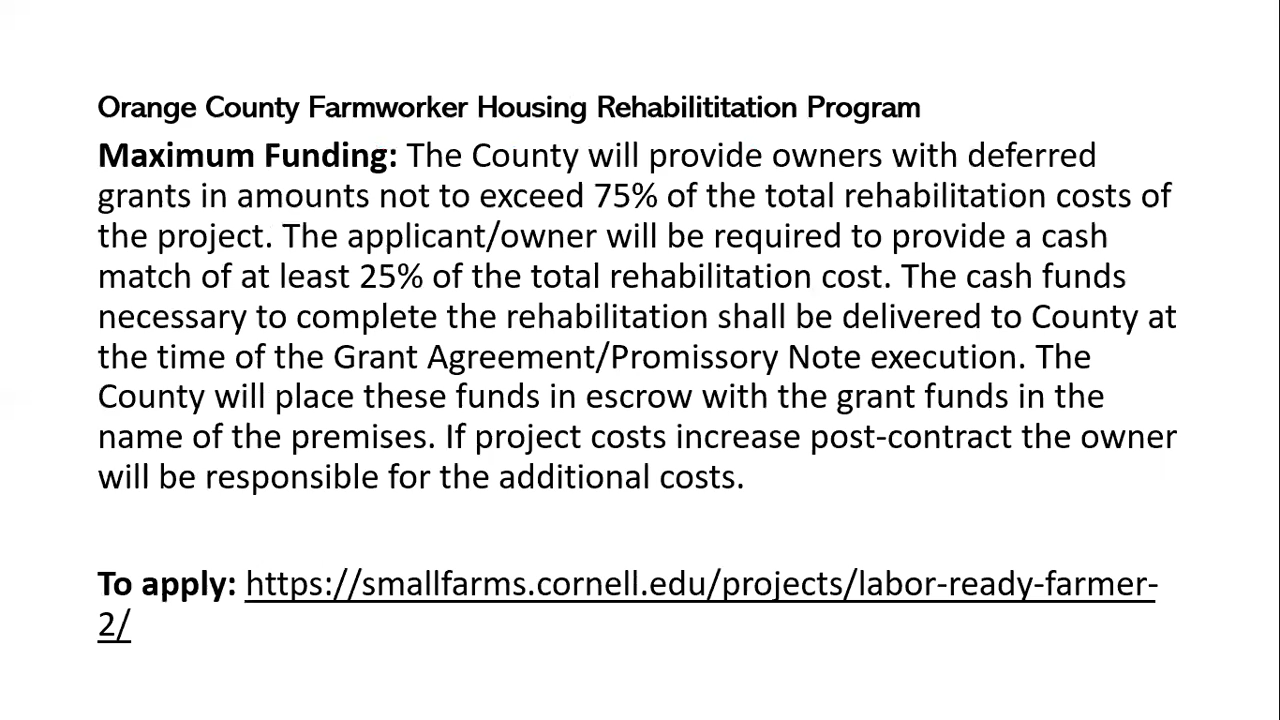 Orange County Farmworker Housing Rehabilititation Program
Maximum Funding: The County will provide owners with deferred
grants in amounts not to exceed 75% of the total rehabilitation costs of
the project. The applicant/owner will be required to provide a cash
match of at least 25% of the total rehabilitation cost. The cash funds
necessary to complete the rehabilitation shall be delivered to County at
the time of the Grant Agreement/Promissory Note execution. The
County will place these funds in escrow with the grant funds in the
name of the premises. If project costs increase post-contract the owner
will be responsible for the additional costs.
To apply: https://smallfarms.cornell.edu/projects/labor-ready-farmer-
2/